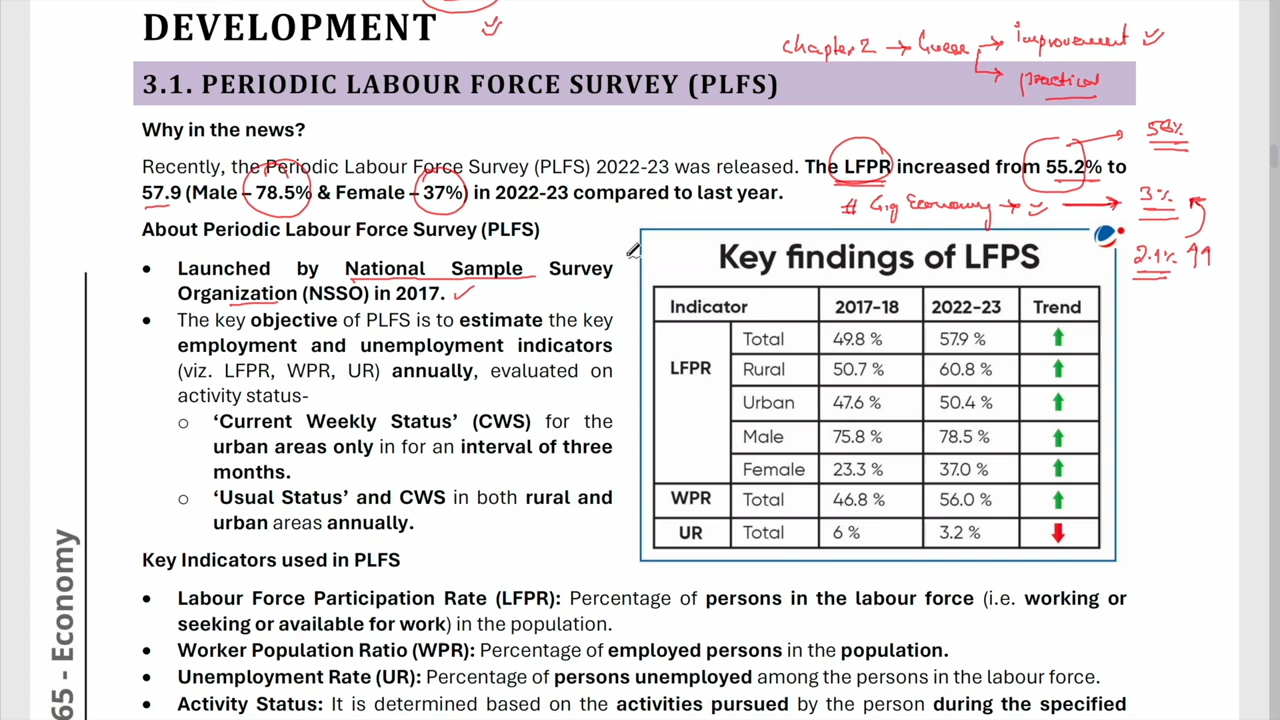 DEVELOPMENT
chapter 2 → → improvement
→ practical
3.1. PERIODIC LABOUR FORCE SURVEY (PLFS)
Why in the news?
Recently, the Periodic Labour Force Survey (PLFS) 2022-23 was released. The LFPR increased from 55.2% to
57.9 (Male – 78.5% & Female – 37%) in 2022-23 compared to last year.
58%
# Gig Economy → → 3%
2.1%
About Periodic Labour Force Survey (PLFS)
• Launched by National Sample Survey
Organization (NSSO) in 2017.
• The key objective of PLFS is to estimate the key
employment and unemployment indicators
(viz. LFPR, WPR, UR) annually, evaluated on
activity status-
○ ‘Current Weekly Status’ (CWS) for the
urban areas only in for an interval of three
months.
○ ‘Usual Status’ and CWS in both rural and
urban areas annually.
Key findings of LFPS
Indicator 2017-18 2022-23 Trend
LFPR Total 49.8 % 57.9 %
Rural 50.7 % 60.8 %
Urban 47.6 % 50.4 %
Male 75.8 % 78.5 %
Female 23.3 % 37.0 %
WPR Total 46.8 % 56.0 %
UR Total 6 % 3.2 %
Key Indicators used in PLFS
• Labour Force Participation Rate (LFPR): Percentage of persons in the labour force (i.e. working or
seeking or available for work) in the population.
• Worker Population Ratio (WPR): Percentage of employed persons in the population.
• Unemployment Rate (UR): Percentage of persons unemployed among the persons in the labour force.
• Activity Status: It is determined based on the activities pursued by the person during the specified
65 - Economy